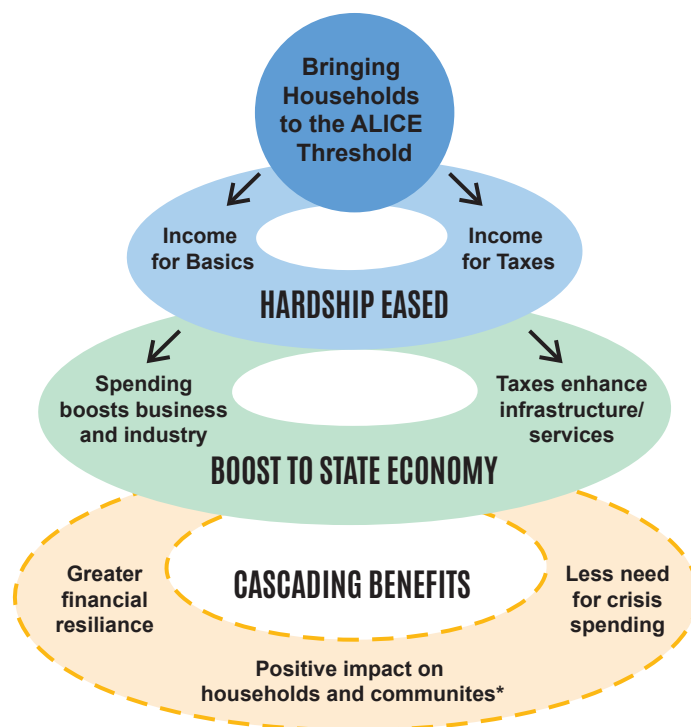 Bringing
Households
to the ALICE
Threshold
Income
for Basics
Income
for Taxes
HARDSHIP EASED
Spending
boosts business
and industry
Taxes enhance
infrastructure/
services
BOOST TO STATE ECONOMY
Greater
financial
resiliance
CASCADING BENEFITS
Less need
for crisis
spending
Positive impact on
households and communites*